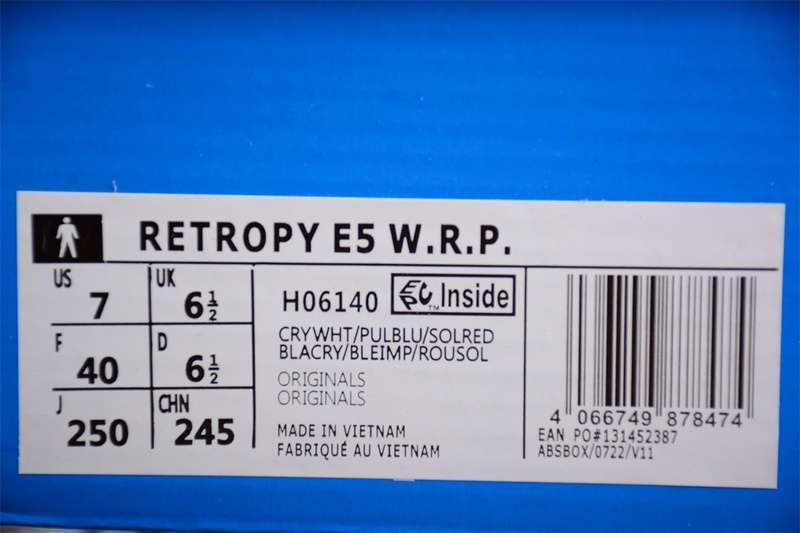 RETROPY E5 W.R.P.
US 7 UK 6½
F 40 D 6½
J 250 CHN 245
H06140 Inside
CRYWHT/PULBLU/SOLRED
BLACRY/BLEIMP/ROUSOL
ORIGINALS
ORIGINALS
MADE IN VIETNAM
FABRIQUÉ AU VIETNAM
4 066749 878474
EAN PO#131452387
ABSBOX/0722/V11